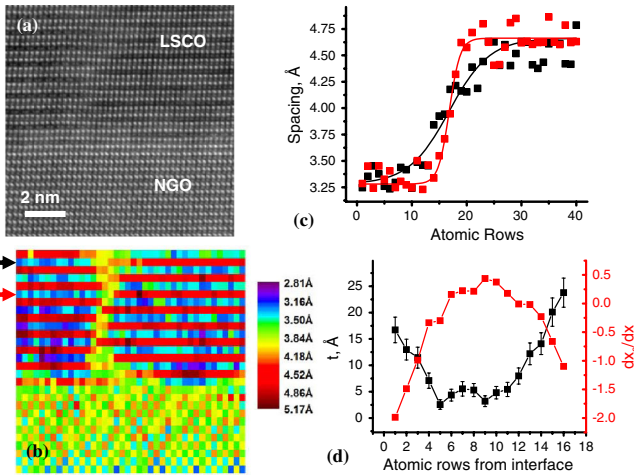 (a)
LSCO
NGO
2 nm
4.75
4.50
4.25
4.00
3.75
3.50
3.25
Spacing, Å
0
10
20
30
40
Atomic Rows
(c)
2.81Å
3.16Å
3.50Å
3.84Å
4.18Å
4.52Å
4.86Å
5.17Å
(b)
25
20
15
10
5
0
t, Å
0.5
0.0
-0.5
-1.0
-1.5
-2.0
dx./dx
0
2
4
6
8
10
12
14
16
18
Atomic rows from interface
(d)